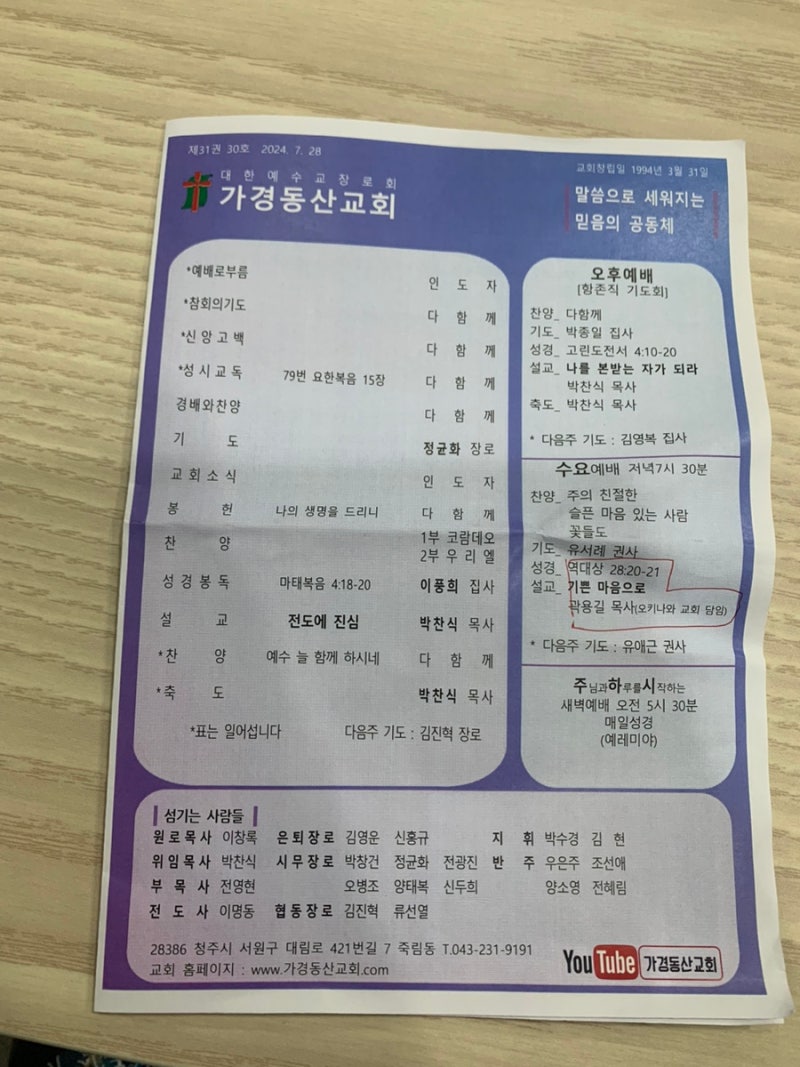 제31권 30호 2024. 7. 28
교회창립일 1994년 3월 31일
대한예수교장로회
가경동산교회
말씀으로 세워지는
믿음의 공동체
*예배로부름 인 도 자
*참회의기도 다 함 께
*신앙고백 다 함 께
*성시교독 79번 요한복음 15장 다 함 께
경배와찬양 다 함 께
기 도 정균화 장로
교회소식 인 도 자
봉 헌 나의 생명을 드리니 다 함 께
찬 양 1부 코람데오
2부 우 리 엘
성경봉독 마태복음 4:18-20 이풍희 집사
설 교 전도에 진심 박찬식 목사
*찬 양 예수 늘 함께 하시네 다 함 께
*축 도 박찬식 목사
*표는 일어섭니다 다음주 기도 : 김진혁 장로
오후예배
[항존직 기도회]
찬양_ 다함께
기도_ 박종일 집사
성경_ 고린도전서 4:10-20
설교_ 나를 본받는 자가 되라
박찬식 목사
축도_ 박찬식 목사
* 다음주 기도 : 김영복 집사
수요예배 저녁7시 30분
찬양_ 주의 친절한
슬픈 마음 있는 사람
꽃들도
기도_ 유서례 권사
성경_ 역대상 28:20-21
설교_ 기쁜 마음으로
곽용길 목사(오키나와 교회 담임)
* 다음주 기도 : 유애근 권사
주님과하루를시작하는
새벽예배 오전 5시 30분
매일성경
(예레미야)
섬기는 사람들
원로목사 이창록 은퇴장로 김영운 신홍규 지 휘 박수경 김 현
위임목사 박찬식 시무장로 박창건 정균화 전광진 반 주 우은주 조선애
부 목 사 전영현 오병조 양태복 신두희 양소영 전혜림
전 도 사 이명동 협동장로 김진혁 류선열
28386 청주시 서원구 대림로 421번길 7 죽림동 T.043-231-9191
교회 홈페이지 : www.가경동산교회.com
YouTube 가경동산교회